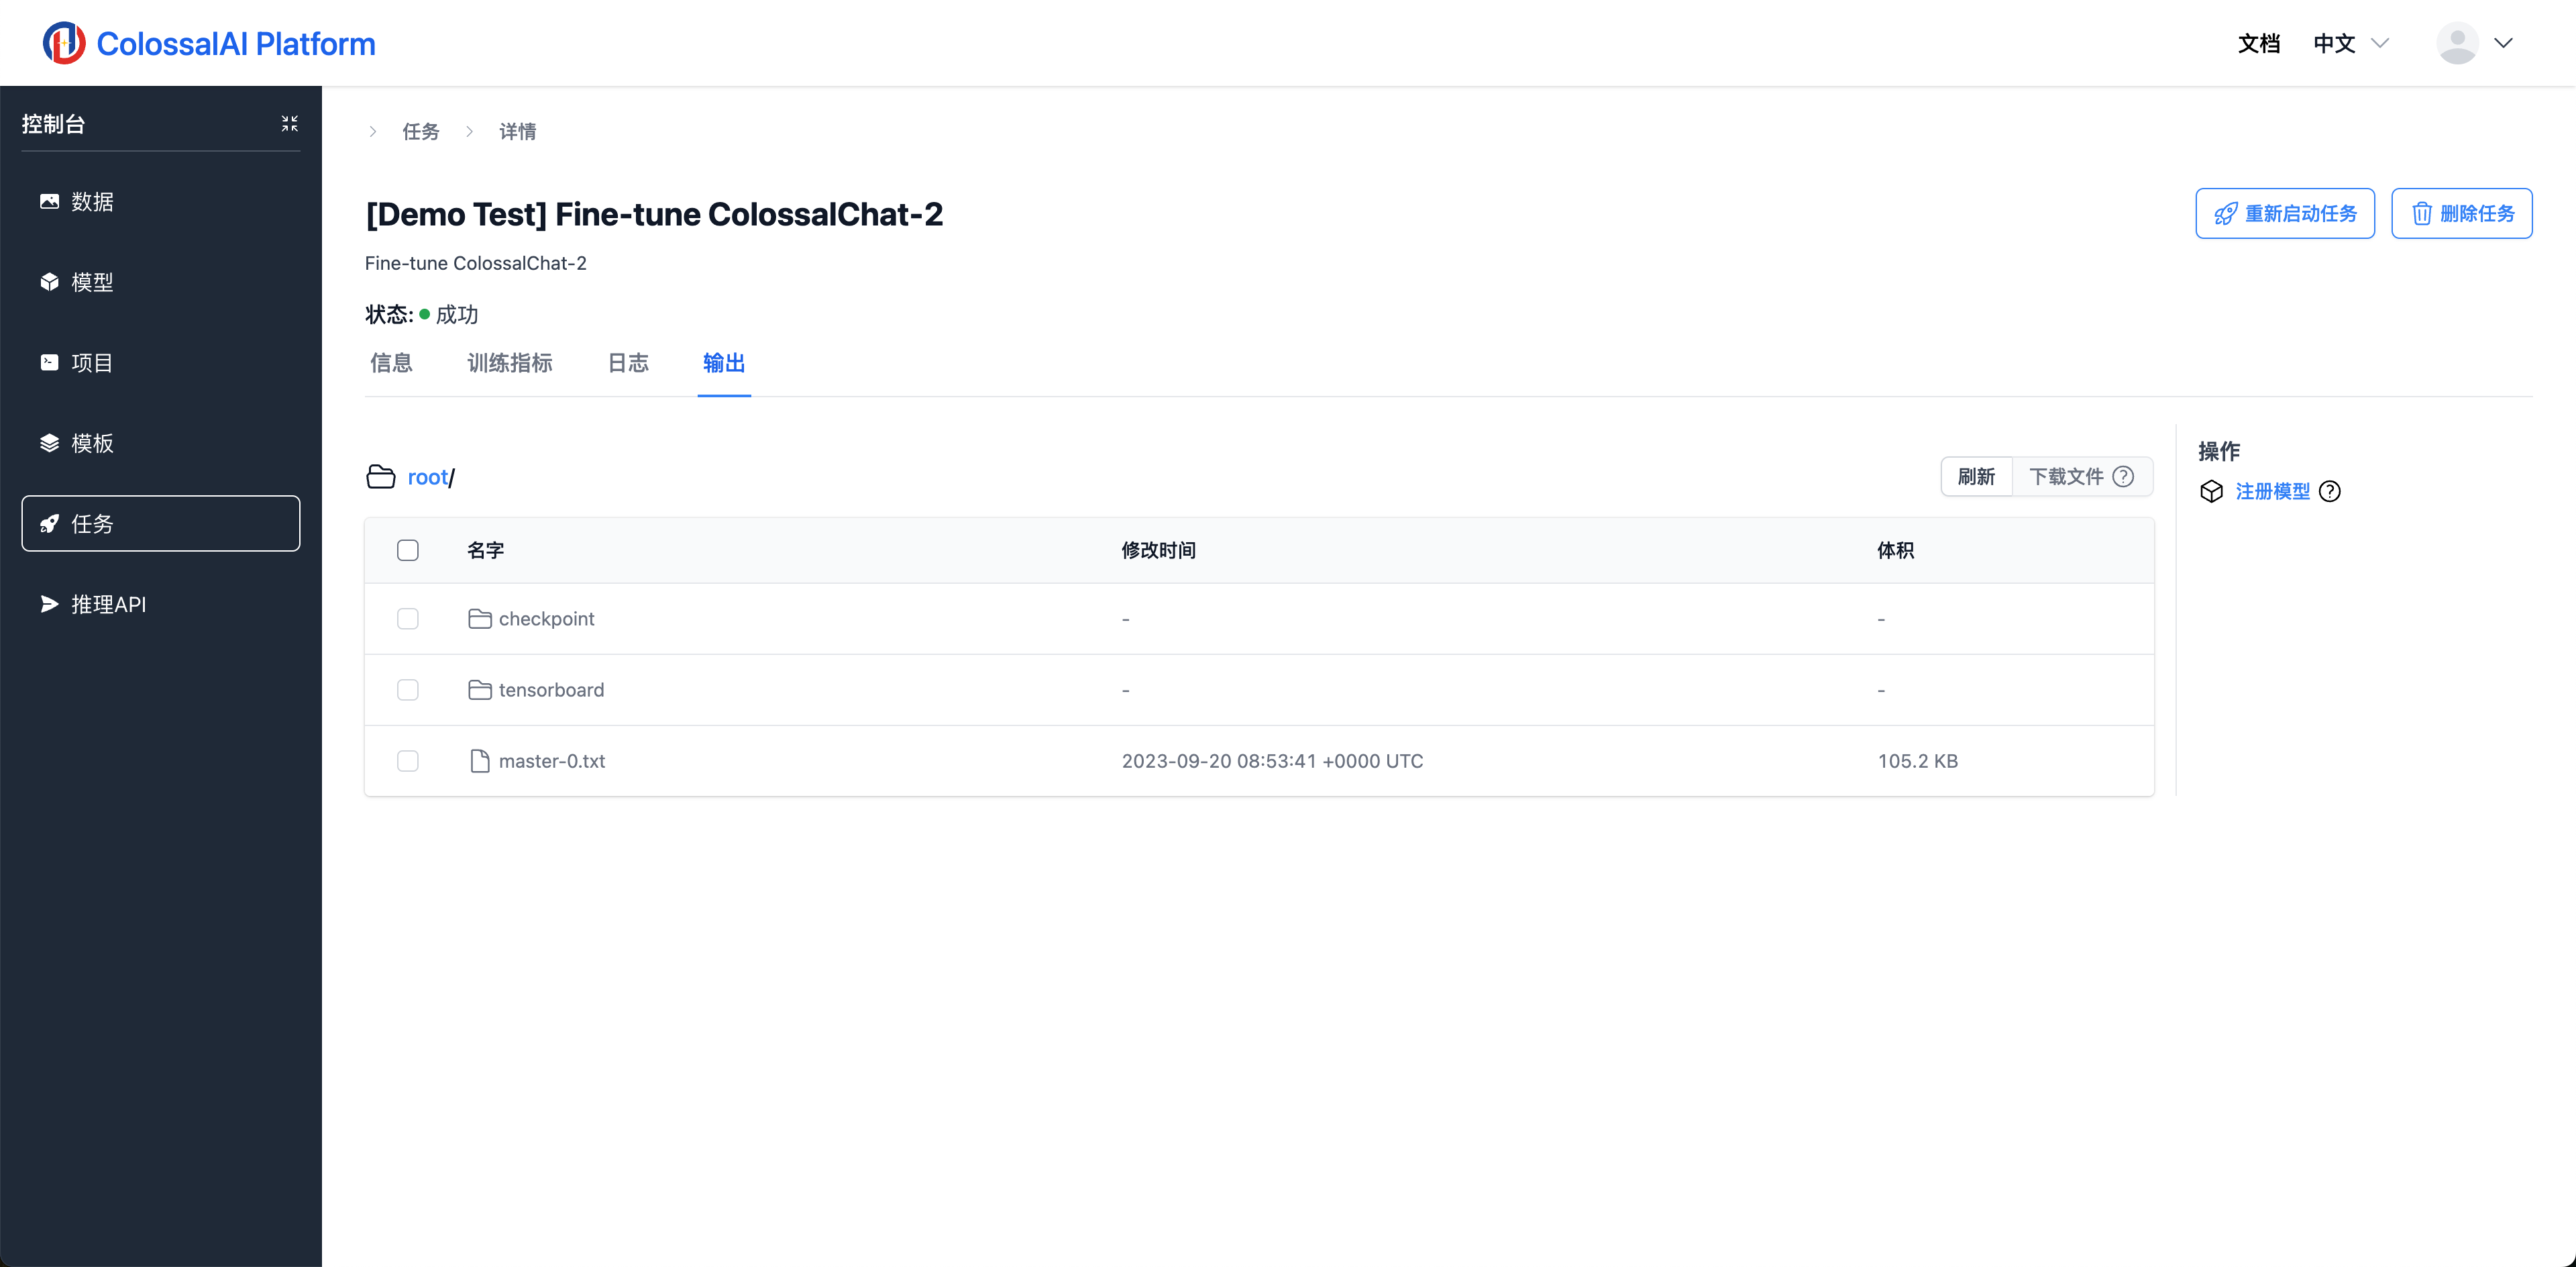 ColossalAI Platform
文档 中文
控制台
数据
模型
项目
模板
任务
推理API
> 任务 > 详情
[Demo Test] Fine-tune ColossalChat-2
重新启动任务 删除任务
Fine-tune ColossalChat-2
状态: 成功
信息 训练指标 日志 输出
root/
刷新 下载文件 ?
操作
注册模型 ?
名字 修改时间 体积
checkpoint - -
tensorboard - -
master-0.txt 2023-09-20 08:53:41 +0000 UTC 105.2 KB